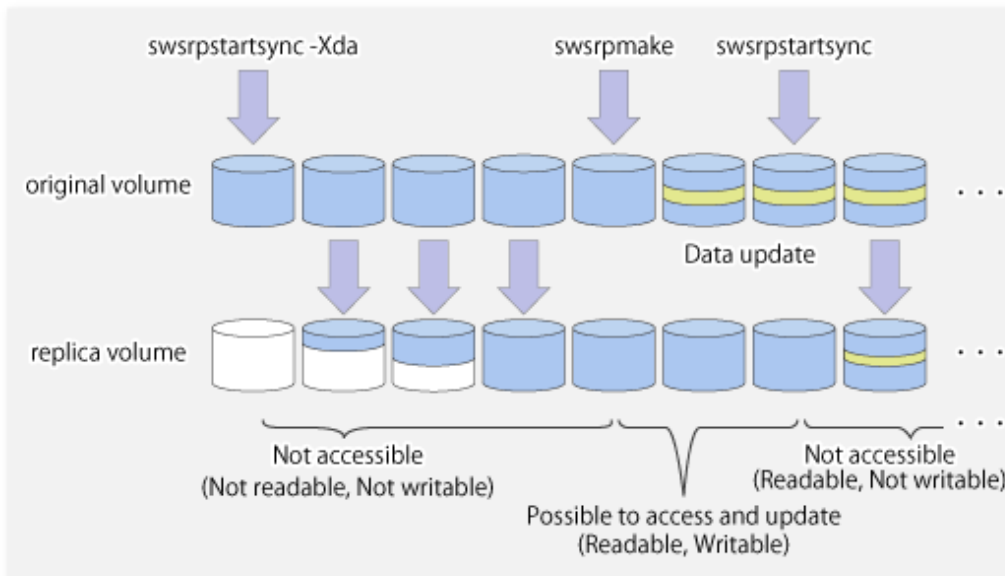 swsrpstartsync -Xda
swsrpmake
swsrpstartsync
original volume
. . .
Data update
replica volume
. . .
. . .
Not accessible
(Not readable, Not writable)
Not accessible
(Readable, Not writable)
Possible to access and update
(Readable, Writable)